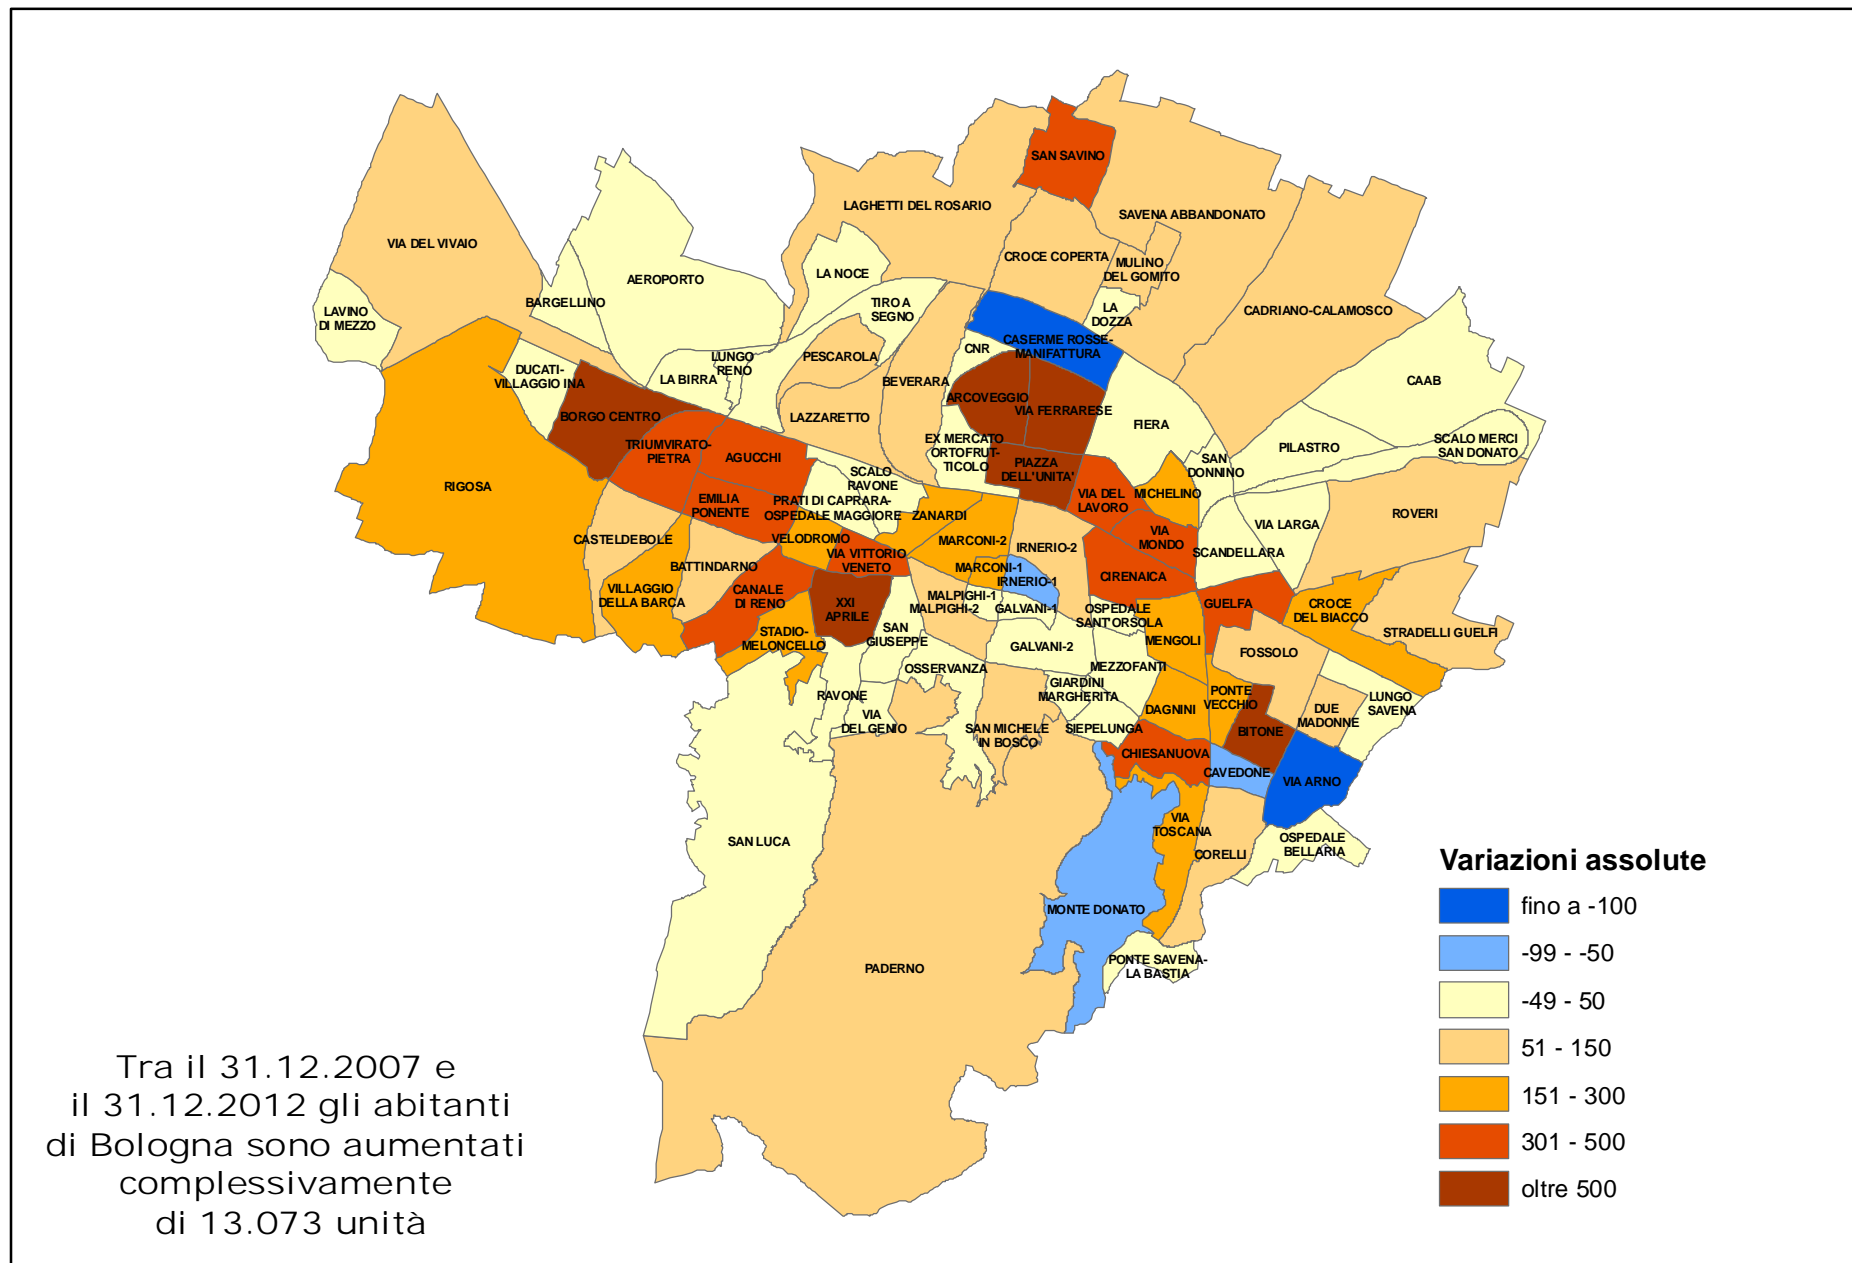 SAN SAVINO
LAGHETTI DEL ROSARIO
SAVENA ABBANDONATO
VIA DEL VIVAIO
CROCE COPERTA
MULINO
DEL GOMITO
LA NOCE
AEROPORTO
BARGELLINO
TIRO A
SEGNO
LA
DOZZA
CADRIANO-CALAMOSCO
LAVINO
DI MEZZO
CASERME ROSSE-
MANIFATTURA
CNR
PESCAROLA
LUNGO
RENO
DUCATI-
VILLAGGIO INA
LA BIRRA
BEVERARA
CAAB
ARCOVEGGIO
VIA FERRARESE
BORGO CENTRO
LAZZARETTO
FIERA
TRIUMVIRATO-
PIETRA
AGUCCHI
EX MERCATO
ORTOFRUT-
TICOLO
PIAZZA
DELL'UNITA'
SAN
DONNINO
PILASTRO
SCALO MERCI
SAN DONATO
SCALO
RAVONE
RIGOSA
EMILIA
PONENTE
PRATI DI CAPRARA-
OSPEDALE MAGGIORE
ZANARDI
VIA DEL
LAVORO
MICHELINO
VIA LARGA
ROVERI
CASTELDEBOLE
VELODROMO
VIA VITTORIO
VENETO
MARCONI-2
IRNERIO-2
VIA
MONDO
SCANDELLARA
BATTINDARNO
MARCONI-1
IRNERIO-1
CIRENAICA
VILLAGGIO
DELLA BARCA
CANALE
DI RENO
XXI
APRILE
MALPIGHI-1
MALPIGHI-2
GALVANI-1
OSPEDALE
SANT'ORSOLA
GUELFA
CROCE
DEL BIACCO
STRADELLI GUELFI
STADIO-
MELONCELLO
SAN
GIUSEPPE
GALVANI-2
MENGOLI
FOSSOLO
OSSERVANZA
MEZZOFANTI
RAVONE
GIARDINI
MARGHERITA
PONTE
VECCHIO
LUNGO
SAVENA
DAGNINI
DUE
MADONNE
VIA
DEL GENIO
SAN MICHELE
IN BOSCO
SIEPELUNGA
BITONE
CHIESANUOVA
CAVEDONE
VIA ARNO
SAN LUCA
VIA
TOSCANA
CORELLI
OSPEDALE
BELLARIA
MONTE DONATO
PADERNO
PONTE SAVENA-
LA BASTIA
Variazioni assolute
fino a -100
-99 - -50
-49 - 50
51 - 150
151 - 300
301 - 500
oltre 500
Tra il 31.12.2007 e
il 31.12.2012 gli abitanti
di Bologna sono aumentati
complessivamente
di 13.073 unità